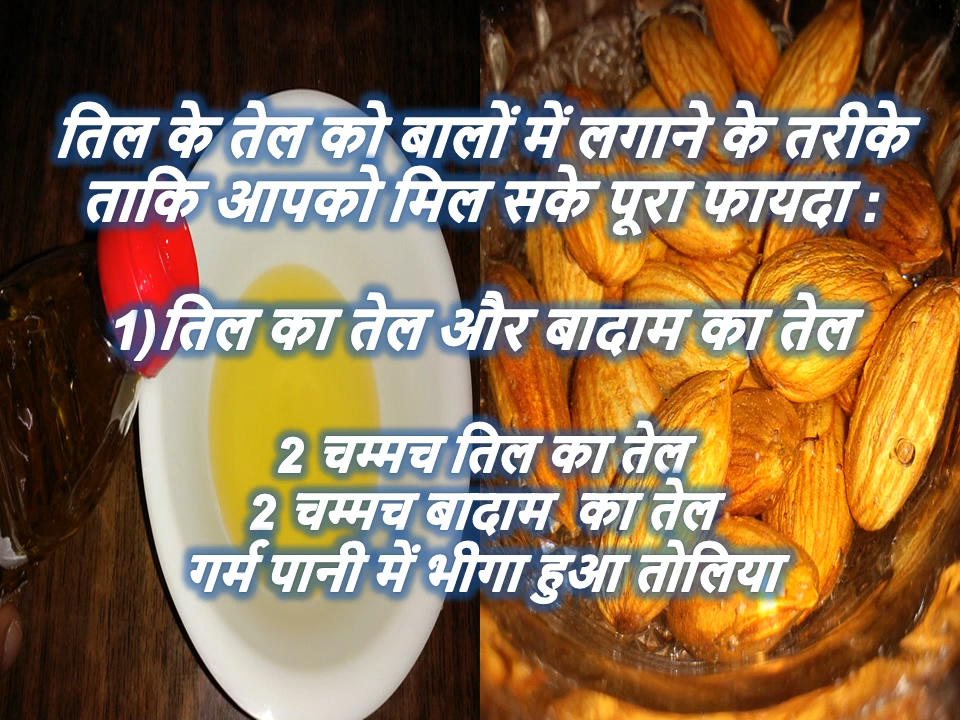 तिल के तेल को बालों में लगाने के तरीके
ताकि आपको मिल सके पूरा फायदा :
1)तिल का तेल और बादाम का तेल
2 चम्मच तिल का तेल
2 चम्मच बादाम का तेल
गर्म पानी में भीगा हुआ तोलिया